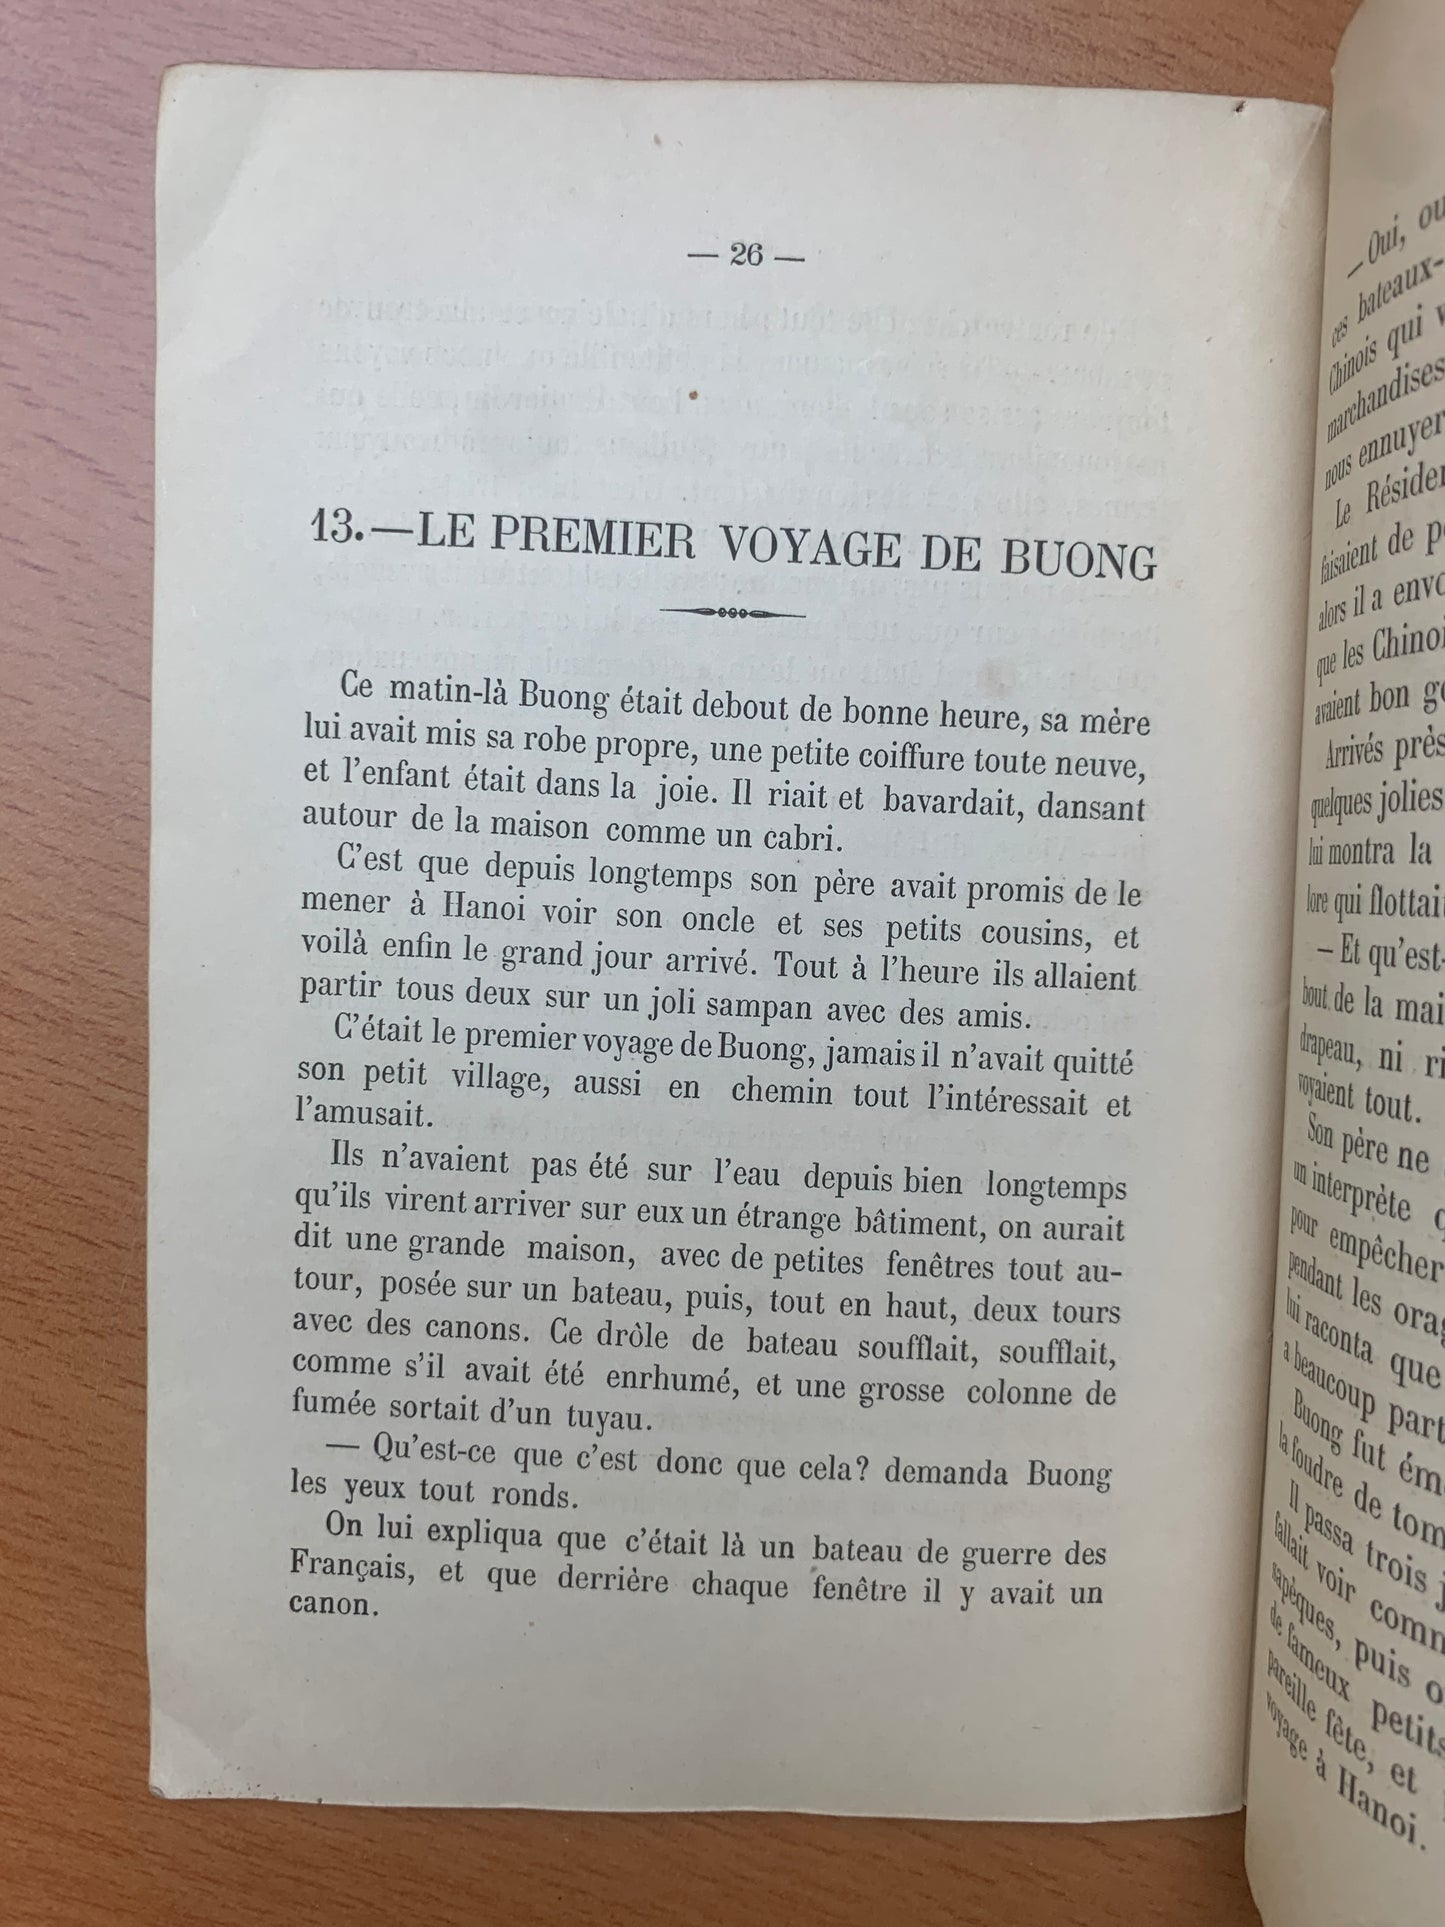 — 26 —
13.—LE PREMIER VOYAGE DE BUONG
Ce matin-là Buong était debout de bonne heure, sa mère
lui avait mis sa robe propre, une petite coiffure toute neuve,
et l'enfant était dans la joie. Il riait et bavardait, dansant
autour de la maison comme un cabri.
C'est que depuis longtemps son père avait promis de le
mener à Hanoi voir son oncle et ses petits cousins, et
voilà enfin le grand jour arrivé. Tout à l'heure ils allaient
partir tous deux sur un joli sampan avec des amis.
C'était le premier voyage de Buong, jamais il n'avait quitté
son petit village, aussi en chemin tout l'intéressait et
l'amusait.
Ils n'avaient pas été sur l'eau depuis bien longtemps
qu'ils virent arriver sur eux un étrange bâtiment, on aurait
dit une grande maison, avec de petites fenêtres tout au-
tour, posée sur un bateau, puis, tout en haut, deux tours
avec des canons. Ce drôle de bateau soufflait, soufflait,
comme s'il avait été enrhumé, et une grosse colonne de
fumée sortait d'un tuyau.
— Qu'est-ce que c'est donc que cela? demanda Buong
les yeux tout ronds.
On lui expliqua que c'était là un bateau de guerre des
Français, et que derrière chaque fenêtre il y avait un
canon.
— Oui,
ces bateaux-
Chinois qui
marchandises
nous ennuyer
Le
faisaient de
alors il a
que les
avaient bon
Arrivés près
quelques jolies
lui montra la
lore qui
— Et qu'est-
bout de la
drapeau, ni
voyaient tout.
Son père ne
un interprète
pour empêcher
pendant les
lui raconta que
a beaucoup
Buong fut
la foudre de
Il passa trois
fallait voir
sapèques, puis
de fameux petits
pareille fête, et
voyage à Hanoi.